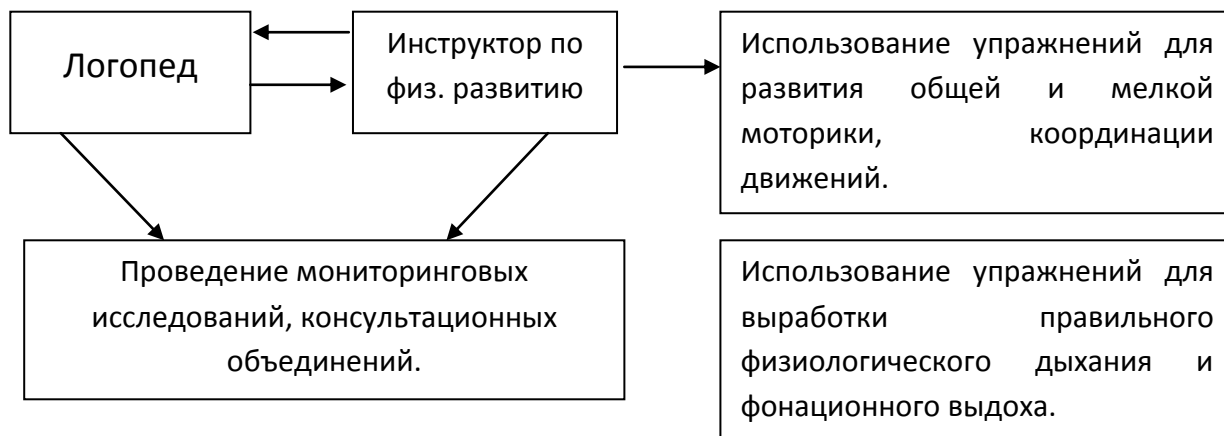 Логопед
Инструктор по
физ. развитию
Использование упражнений для
развития общей и мелкой
моторики, координации
движений.
Проведение мониторинговых
исследований, консультационных
объединений.
Использование упражнений для
выработки правильного
физиологического дыхания и
фонационного выдоха.